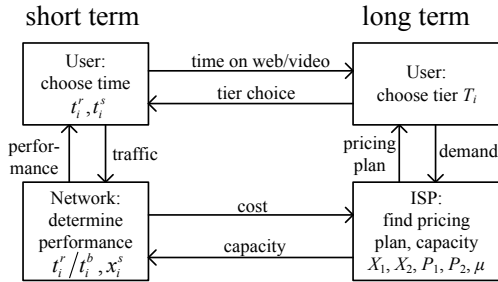 short term
long term
User:
choose time
t_i^r, t_i^s
time on web/video
tier choice
User:
choose tier T_i
perfor-
mance
traffic
pricing
plan
demand
Network:
determine
performance
t_i^r/t_i^b, x_i^s
cost
capacity
ISP:
find pricing
plan, capacity
X_1, X_2, P_1, P_2, μ